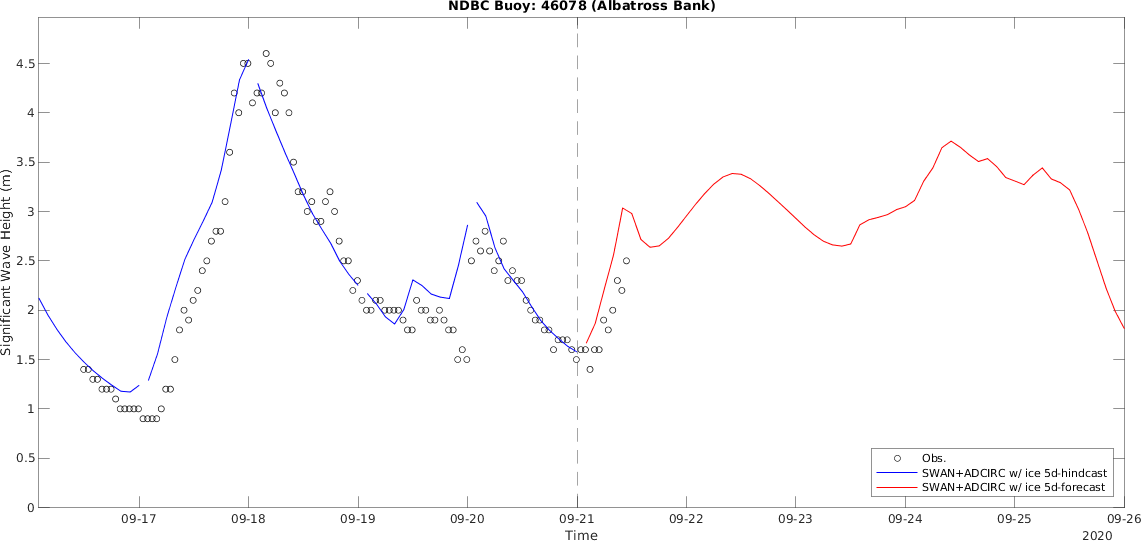 NDBC Buoy: 46078 (Albatross Bank)
Significant Wave Height (m)
4.5
4
3.5
3
2.5
2
1.5
1
0.5
0
Obs.
SWAN+ADCIRC w/ ice 5d-hindcast
SWAN+ADCIRC w/ ice 5d-forecast
09-17 09-18 09-19 09-20 09-21 09-22 09-23 09-24 09-25 09-26
Time
2020